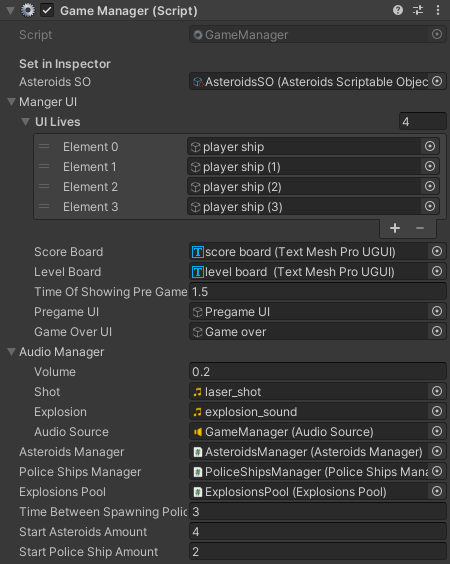 Game Manager (Script)
Script GameManager
Set in Inspector
Asteroids SO AsteroidsSO (Asteroids Scriptable Objec
Manger UI
UI Lives 4
Element 0 player ship
Element 1 player ship (1)
Element 2 player ship (2)
Element 3 player ship (3)
Score Board score board (Text Mesh Pro UGUI)
Level Board level board (Text Mesh Pro UGUI)
Time Of Showing Pre Game 1.5
Pregame UI Pregame UI
Game Over UI Game over
Audio Manager
Volume 0.2
Shot laser_shot
Explosion explosion_sound
Audio Source GameManager (Audio Source)
Asteroids Manager AsteroidsManager (Asteroids Manager)
Police Ships Manager PoliceShipsManager (Police Ships Mana
Explosions Pool ExplosionsPool (Explosions Pool)
Time Between Spawning Polic 3
Start Asteroids Amount 4
Start Police Ship Amount 2